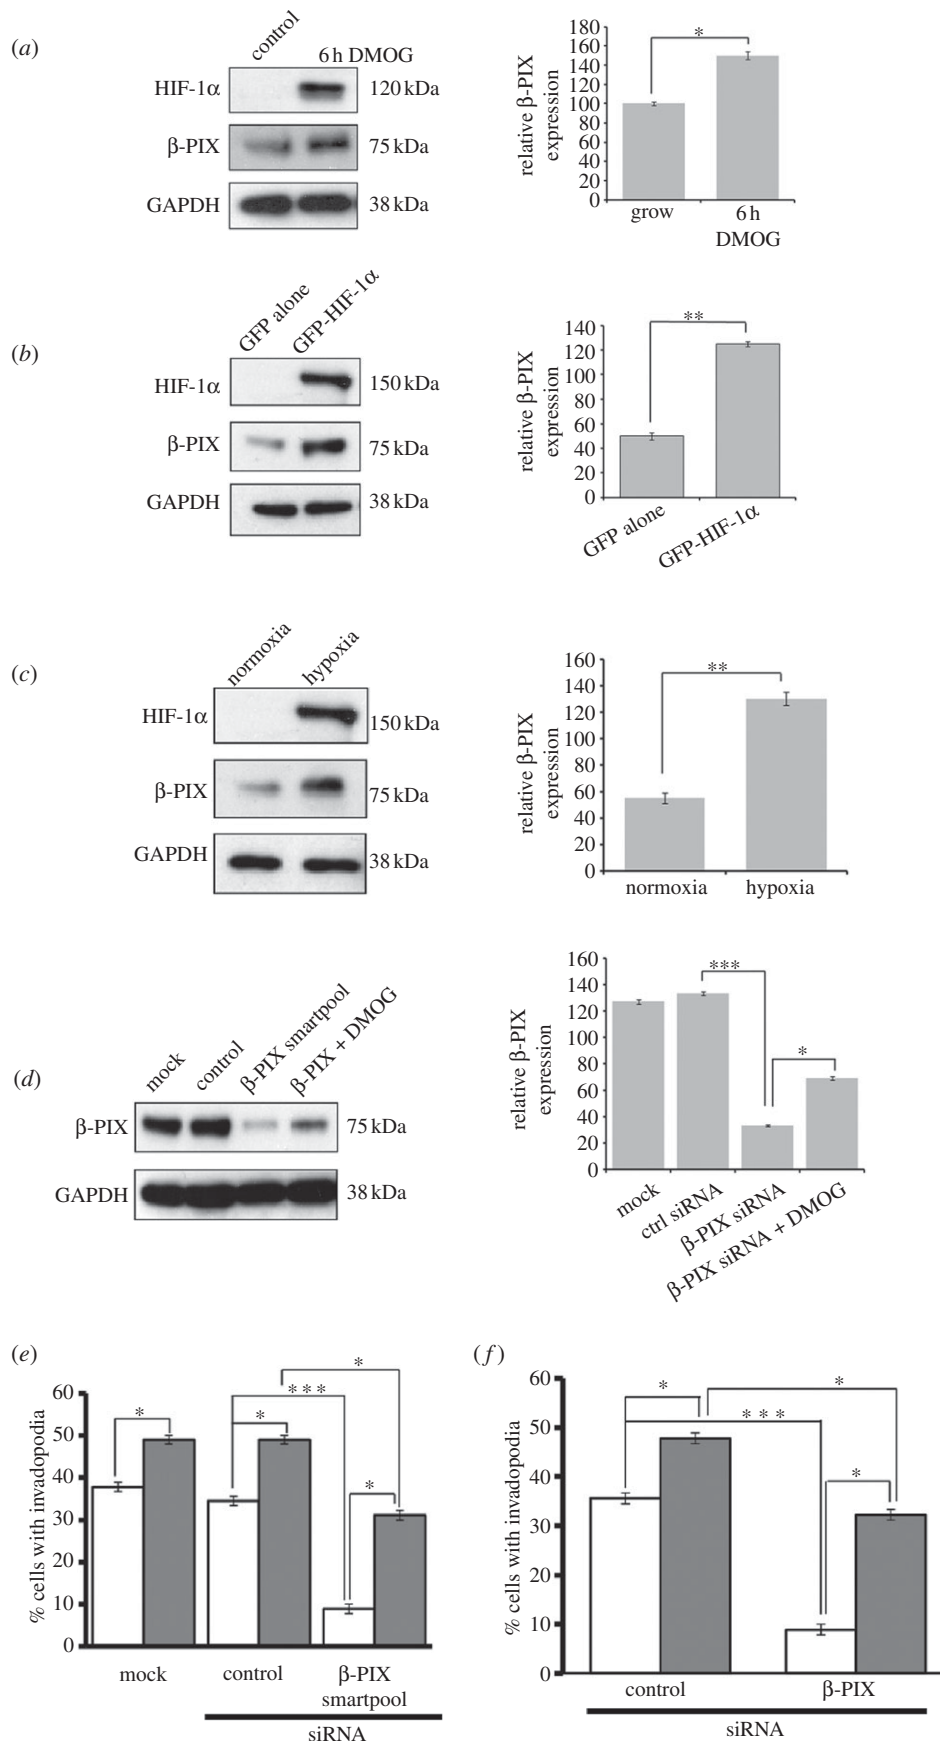 (a)
control
6 h DMOG
HIF-1α
120 kDa
β-PIX
75 kDa
GAPDH
38 kDa
relative β-PIX
expression
180
160
140
120
100
80
60
40
20
0
*
grow
6 h
DMOG
(b)
GFP alone
GFP-HIF-1α
HIF-1α
150 kDa
β-PIX
75 kDa
GAPDH
38 kDa
relative β-PIX
expression
140
120
100
80
60
40
20
0
**
GFP alone
GFP-HIF-1α
(c)
normoxia
hypoxia
HIF-1α
150 kDa
β-PIX
75 kDa
GAPDH
38 kDa
relative β-PIX
expression
160
140
120
100
80
60
40
20
0
**
normoxia
hypoxia
(d)
mock
control
β-PIX smartpool
β-PIX + DMOG
β-PIX
75 kDa
GAPDH
38 kDa
relative β-PIX
expression
160
140
120
100
80
60
40
20
0
***
*
mock
ctrl siRNA
β-PIX siRNA
β-PIX siRNA + DMOG
(e)
% cells with invadopodia
60
50
40
30
20
10
0
*
***
*
*
*
mock
control
β-PIX
smartpool
siRNA
(f)
% cells with invadopodia
60
50
40
30
20
10
0
*
*
***
*
control
β-PIX
siRNA